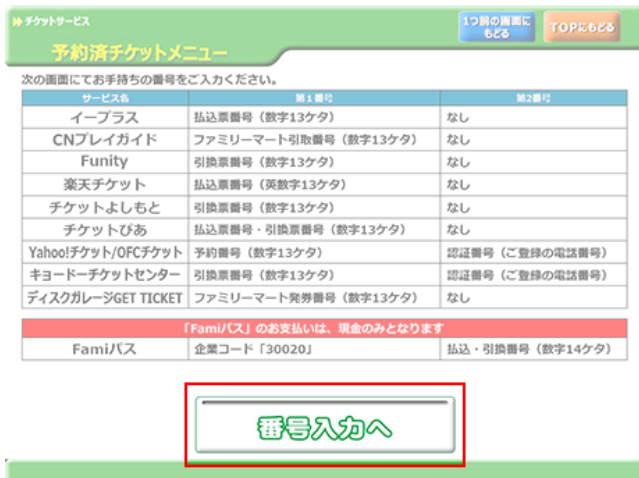 チケットサービス
1つ前の画面に
もどる
TOPにもどる
予約済チケットメニュー
次の画面にてお手持ちの番号をご入力ください。
サービス名 第1番号 第2番号
イープラス 払込票番号（数字13ケタ） なし
CNプレイガイド ファミリーマート引取番号（数字13ケタ） なし
Funity 引換票番号（数字13ケタ） なし
楽天チケット 払込票番号（英数字13ケタ） なし
チケットよしもと 引換票番号（数字13ケタ） なし
チケットぴあ 払込票番号・引換票番号（数字13ケタ） なし
Yahoo!チケット/OFCチケット 予約番号（数字13ケタ） 認証番号（ご登録の電話番号）
キョードーチケットセンター 引換票番号（数字13ケタ） なし
ディスクガレージGET TICKET ファミリーマート発券番号（数字13ケタ） なし
「Famiパス」のお支払いは、現金のみとなります
Famiパス 企業コード「30020」 払込・引換番号（数字14ケタ）
番号入力へ